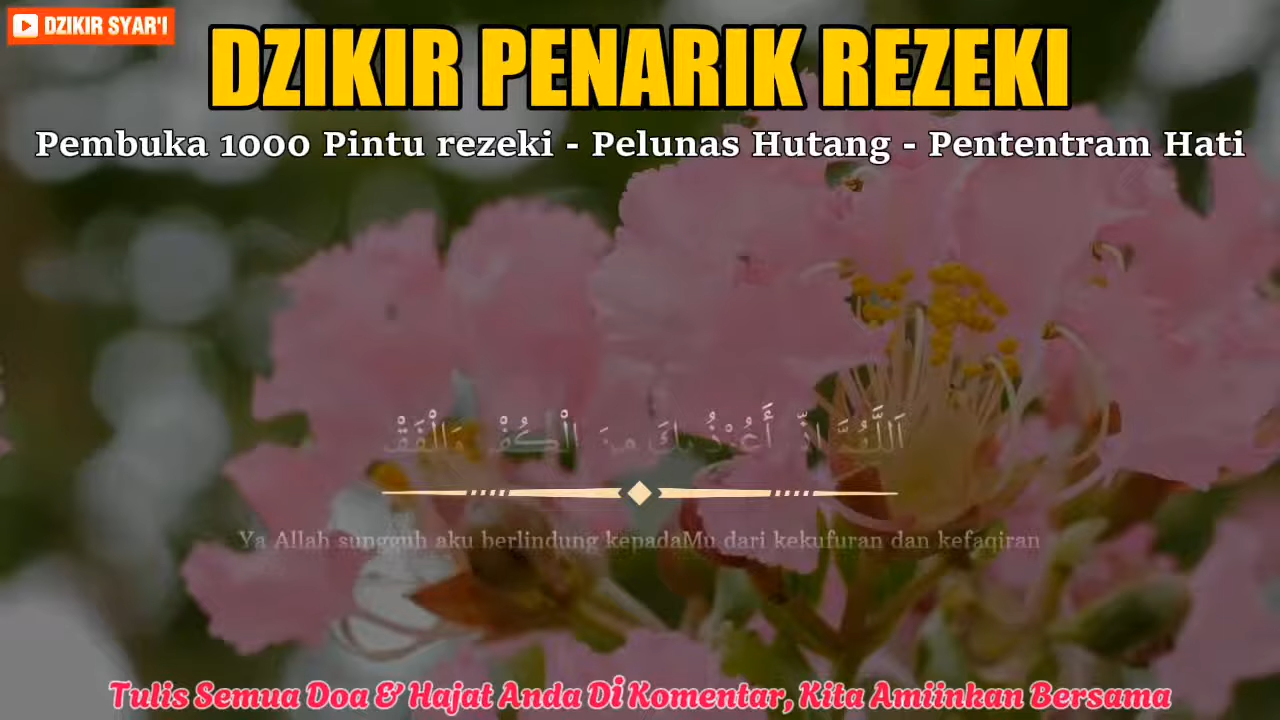 DZIKIR SYAR'I
DZIKIR PENARIK REZEKI
Pembuka 1000 Pintu rezeki - Pelunas Hutang - Pententram Hati
اَللَّهُمَّ إِنِّي أَعُوْذُ بِكَ مِنَ الْكُفْرِ وَالْفَقْرِ
Ya Allah sungguh aku berlindung kepadaMu dari kekufuran dan kefaqiran
Tulis Semua Doa & Hajat Anda Di Komentar, Kita Amiinkan Bersama